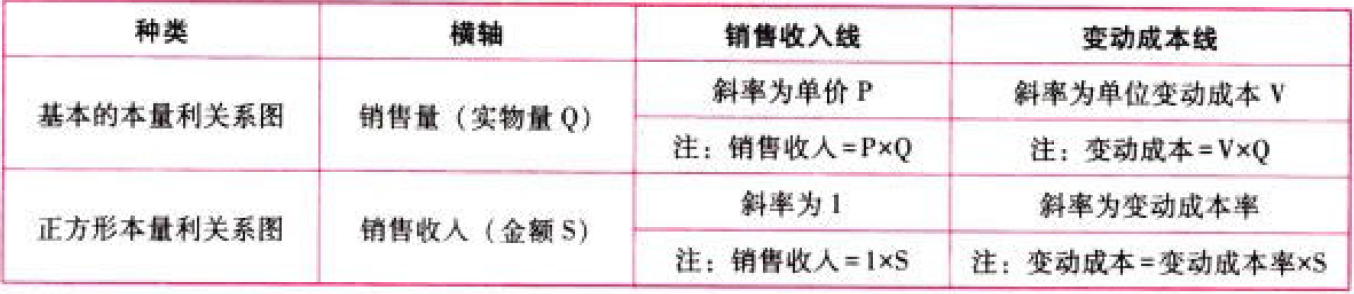 种类 横轴 销售收入线 变动成本线
基本的本量利关系图 销售量（实物量 Q） 斜率为单价 P 斜率为单位变动成本 V
注：销售收入=P×Q 注：变动成本=V×Q
正方形本量利关系图 销售收入（金额 S） 斜率为 1 斜率为变动成本率
注：销售收入=1×S 注：变动成本=变动成本率×S